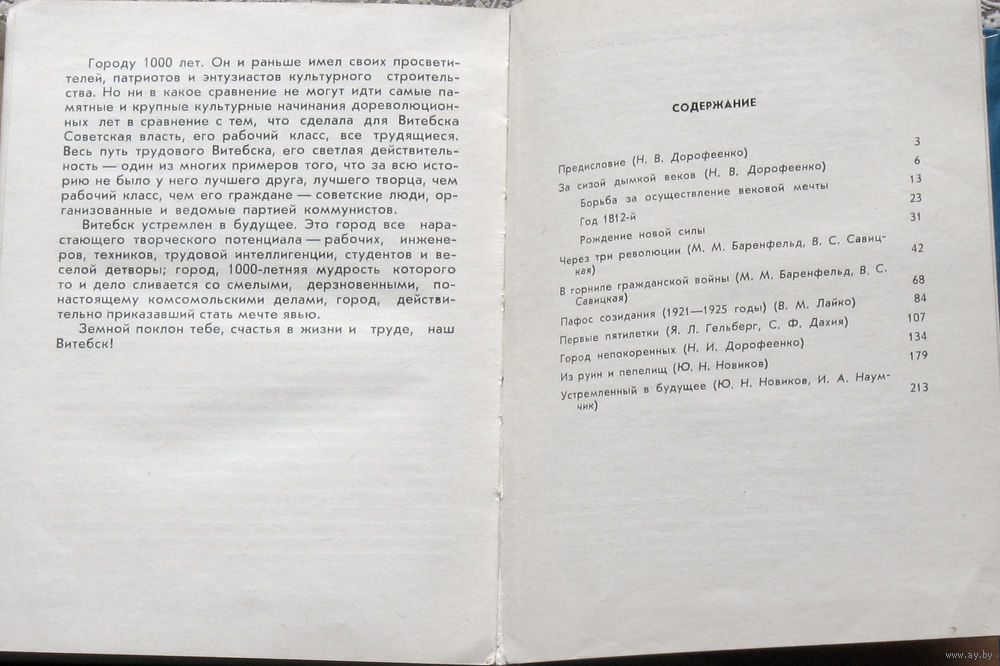 Городу 1000 лет. Он и раньше имел своих просвети-
телей, патриотов и энтузиастов культурного строитель-
ства. Но ни в какое сравнение не могут идти самые па-
мятные и крупные культурные начинания дореволюцион-
ных лет в сравнение с тем, что сделала для Витебска
Советская власть, его рабочий класс, все трудящиеся.
Весь путь трудового Витебска, его светлая действитель-
ность — один из многих примеров того, что за всю исто-
рию не было у него лучшего друга, лучшего творца, чем
рабочий класс, чем его граждане — советские люди, ор-
ганизованные и ведомые партией коммунистов.
Витебск устремлен в будущее. Это город все нара-
стающего творческого потенциала — рабочих, инжене-
ров, техников, трудовой интеллигенции, студентов и ве-
селой детворы; город, 1000-летняя мудрость которого
то и дело сливается со смелыми, дерзновенными, по-
настоящему комсомольскими делами, город, действи-
тельно приказавший стать мечте явью.
Земной поклон тебе, счастья в жизни и труде, наш
Витебск!
СОДЕРЖАНИЕ
Предисловие (Н. В. Дорофеенко) 3
За сизой дымкой веков (Н. В. Дорофеенко) 6
Борьба за осуществление вековой мечты 13
Год 1812-й 23
Рождение новой силы 31
Через три революции (М. М. Баренфельд, В. С. Савиц-
кая) 42
В горниле гражданской войны (М. М. Баренфельд, В. С.
Савицкая) 68
Пафос созидания (1921—1925 годы) (В. М. Лайко) 84
Первые пятилетки (Я. Л. Гельберг, С. Ф. Дахия) 107
Город непокоренных (Н. И. Дорофеенко) 134
Из руин и пепелищ (Ю. Н. Новиков) 179
Устремленный в будущее (Ю. Н. Новиков, И. А. Наум-
чик) 213
www.ay.by